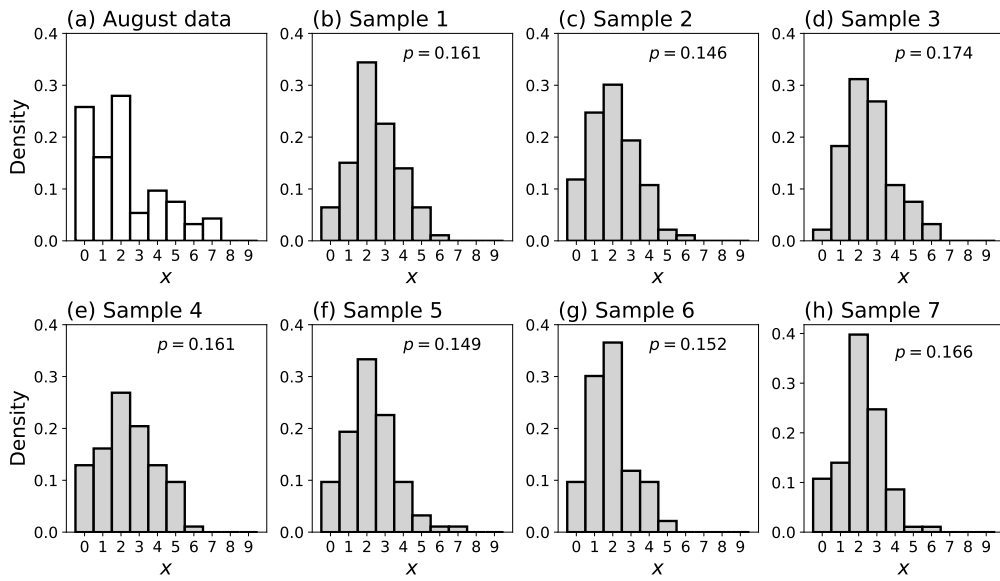 (a) August data
(b) Sample 1
(c) Sample 2
(d) Sample 3
0.4
0.3
0.2
0.1
0.0
Density
0 1 2 3 4 5 6 7 8 9
x
0.4
0.3
0.2
0.1
0.0
p = 0.161
0 1 2 3 4 5 6 7 8 9
x
0.4
0.3
0.2
0.1
0.0
p = 0.146
0 1 2 3 4 5 6 7 8 9
x
0.4
0.3
0.2
0.1
0.0
p = 0.174
0 1 2 3 4 5 6 7 8 9
x
(e) Sample 4
(f) Sample 5
(g) Sample 6
(h) Sample 7
0.4
0.3
0.2
0.1
0.0
Density
p = 0.161
0 1 2 3 4 5 6 7 8 9
x
0.4
0.3
0.2
0.1
0.0
p = 0.149
0 1 2 3 4 5 6 7 8 9
x
0.4
0.3
0.2
0.1
0.0
p = 0.152
0 1 2 3 4 5 6 7 8 9
x
0.4
0.3
0.2
0.1
0.0
p = 0.166
0 1 2 3 4 5 6 7 8 9
x